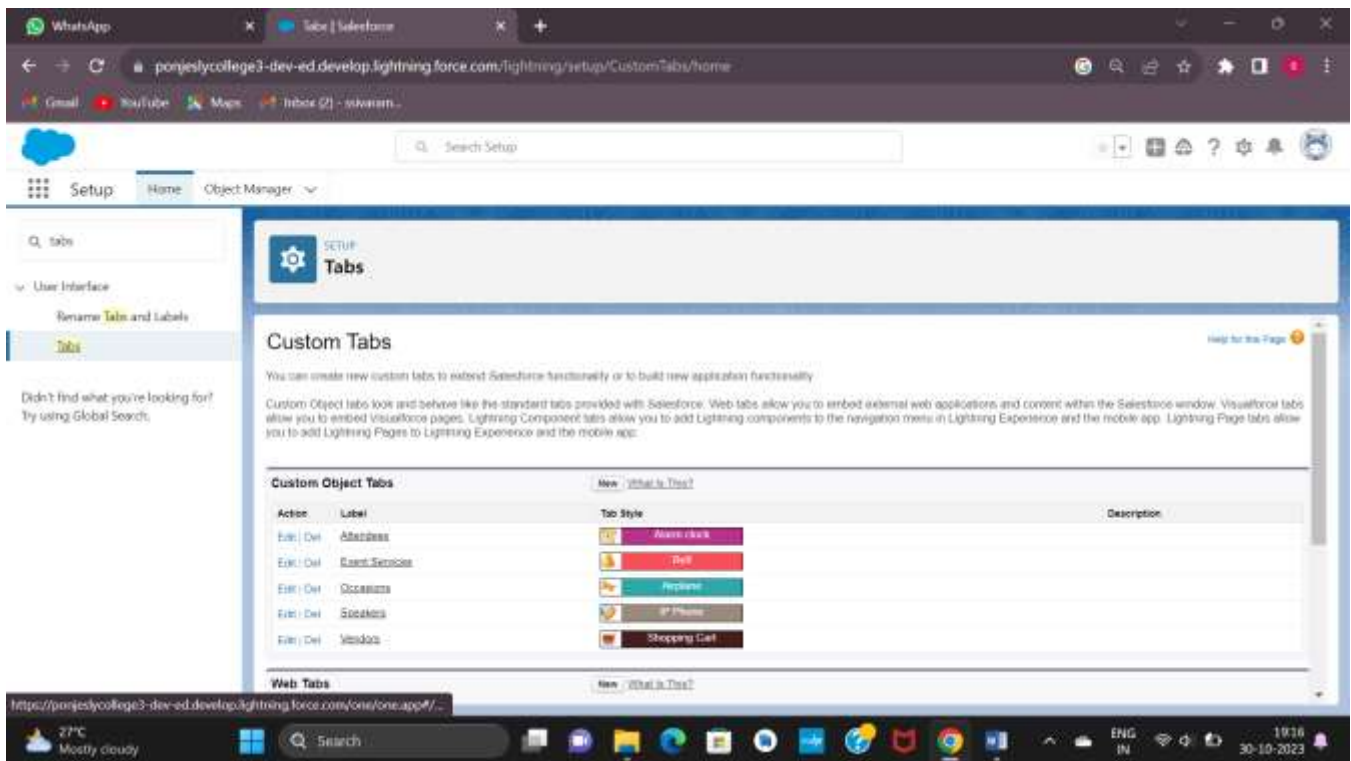 WhatsApp
Tabs | Salesforce
ponjeslycollege3-dev-ed.develop.lightning.force.com/lightning/setup/CustomTabs/home
Gmail
YouTube
Maps
Inbox (2) - ssivaram...
Search Setup
Setup
Home
Object Manager
tabs
User Interface
Rename Tabs and Labels
Tabs
Didn't find what you're looking for?
Try using Global Search.
SETUP
Tabs
Custom Tabs
Help for this Page
You can create new custom tabs to extend Salesforce functionality or to build new application functionality.
Custom Object tabs look and behave like the standard tabs provided with Salesforce. Web tabs allow you to embed external web applications and content within the Salesforce window. Visualforce tabs
allow you to embed Visualforce pages. Lightning Component tabs allow you to add Lightning components to the navigation menu in Lightning Experience and the mobile app. Lightning Page tabs allow
you to add Lightning Pages to Lightning Experience and the mobile app.
Custom Object Tabs New What Is This?
Action Label Tab Style Description
Edit | Del Attendees Alarm clock
Edit | Del Event Services Bell
Edit | Del Occasions Airplane
Edit | Del Speakers IP Phone
Edit | Del Vendors Shopping Cart
Web Tabs New What Is This?
https://ponjeslycollege3-dev-ed.develop.lightning.force.com/one/one.app#/...
27°C
Mostly cloudy
Search
ENG
IN
19:16
30-10-2023